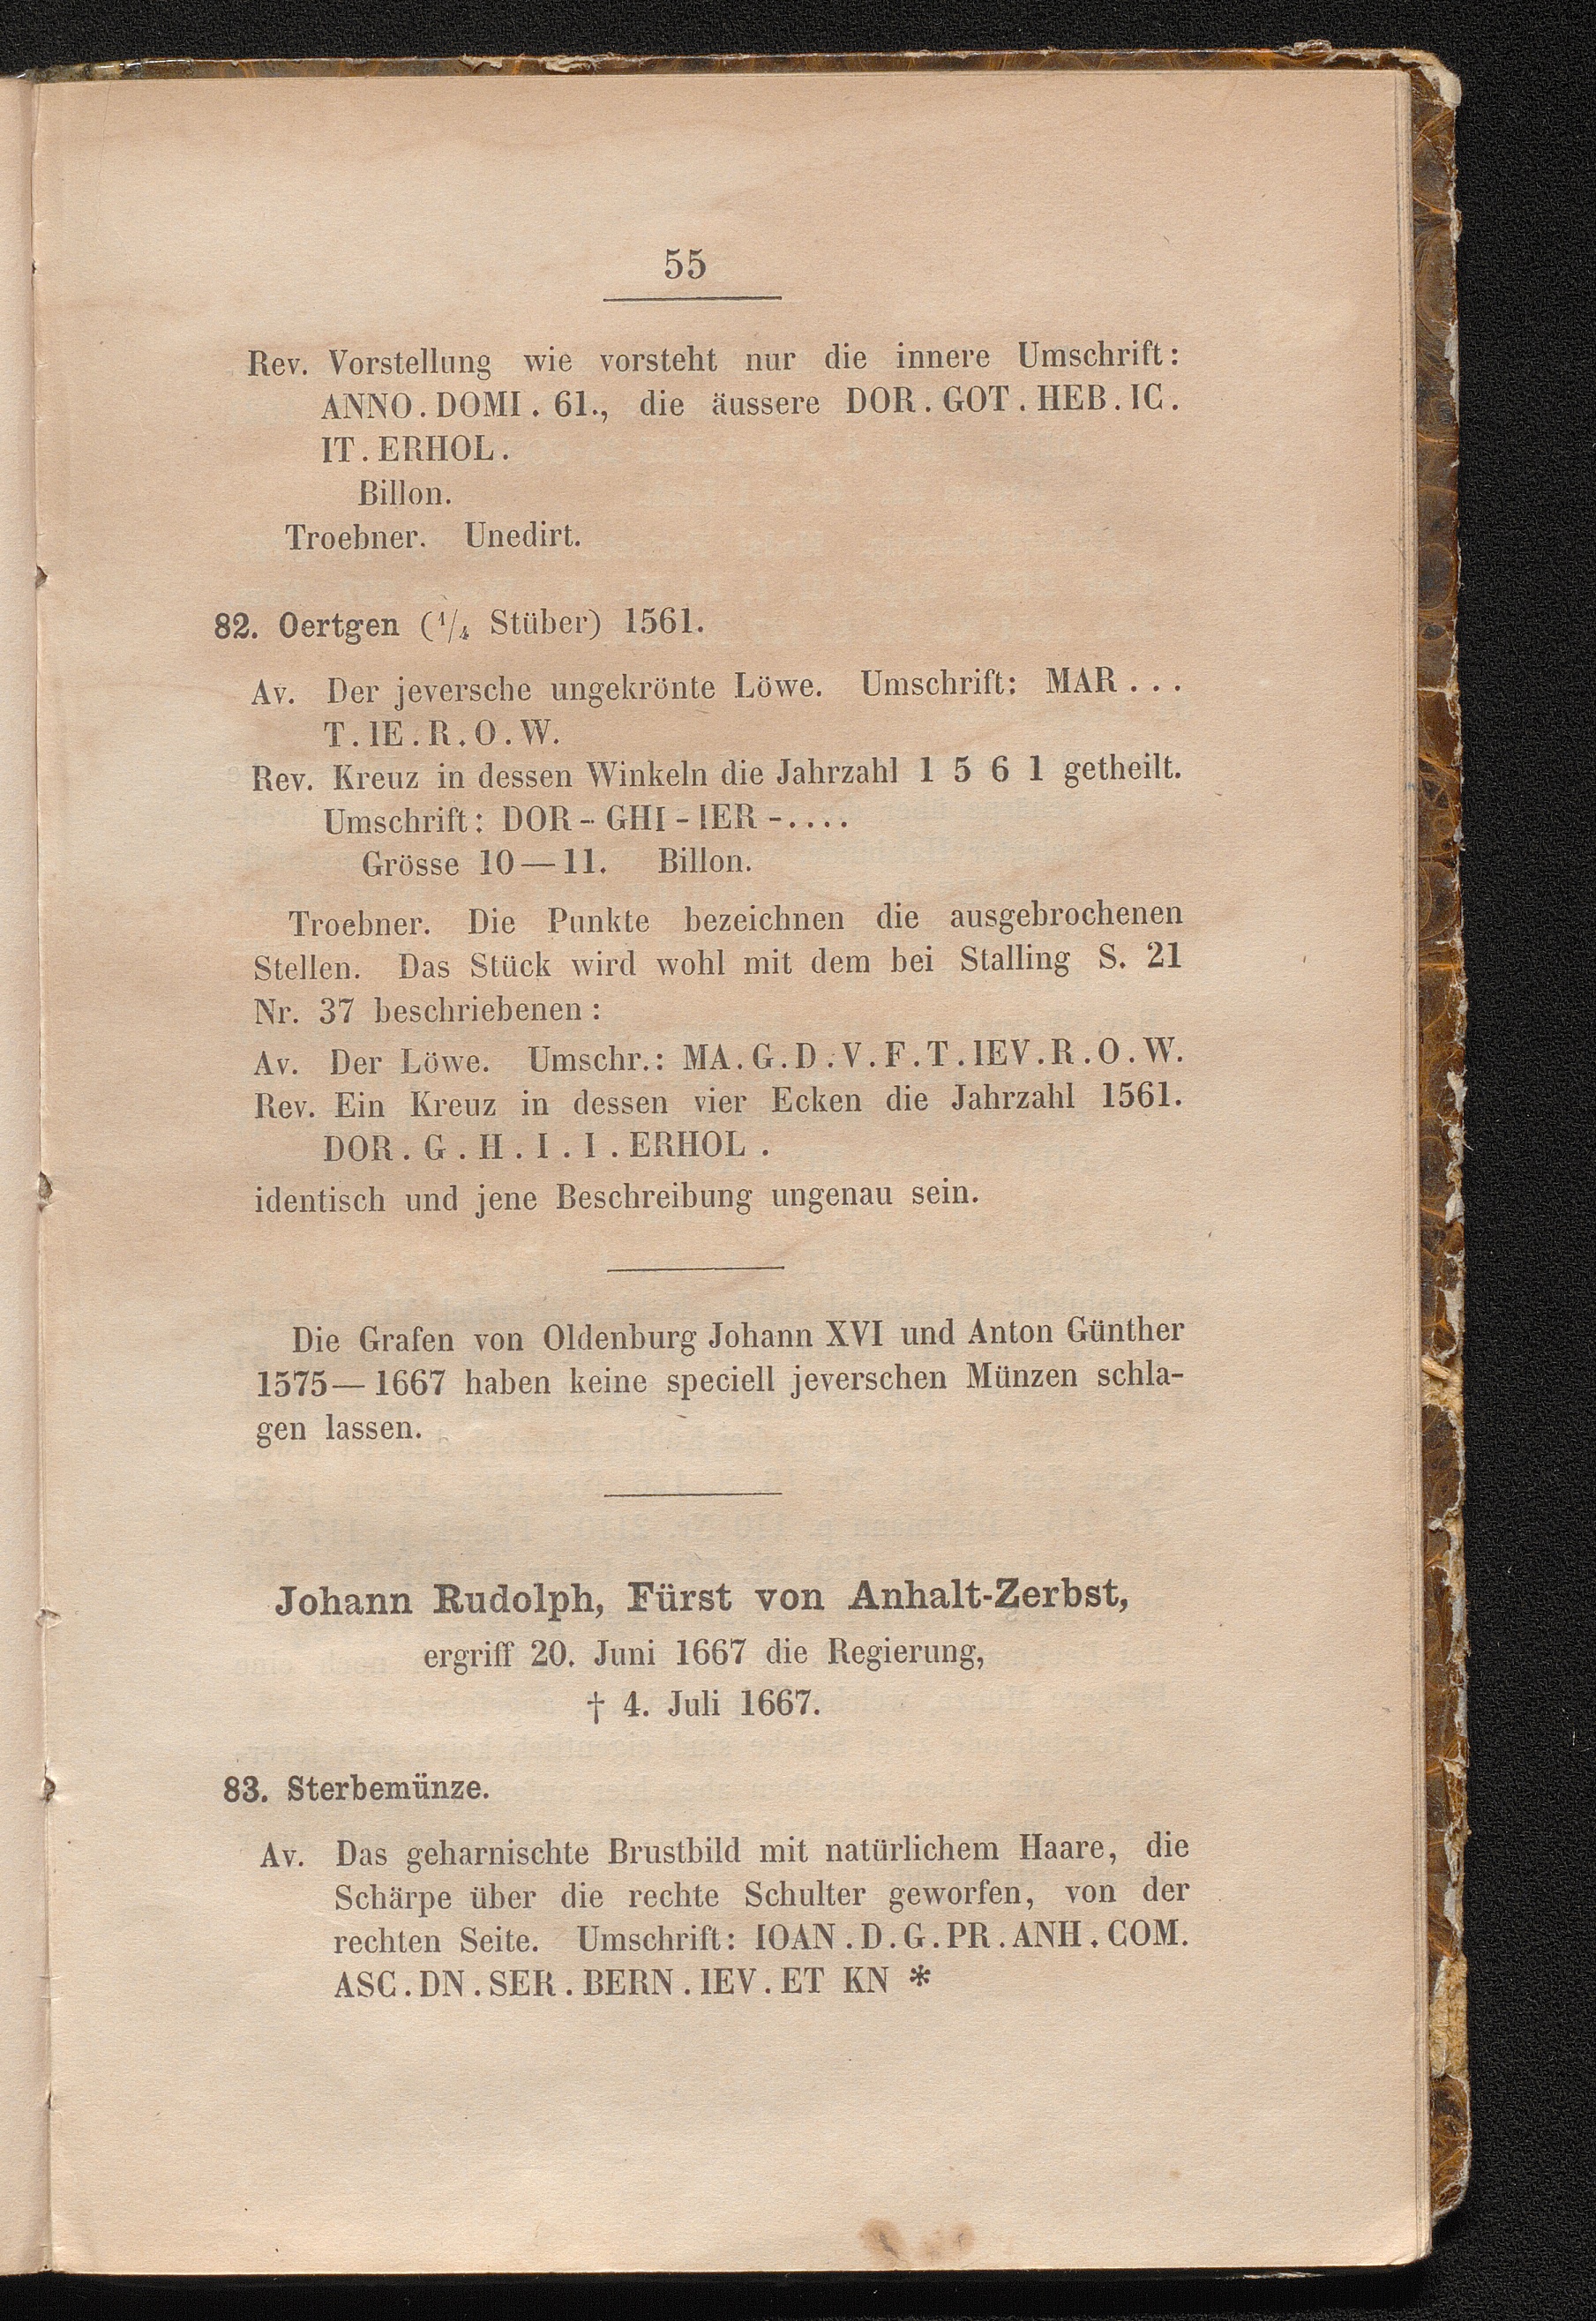 55
Rev. Vorstellung wie vorsteht nur die innere Umschrift:
ANNO. DOMI. 61., die äussere DOR. GOT. HEB. IC.
IT. ERHOL.
Billon.
Troebner. Unedirt.
82. Oertgen (1/4 Stüber) 1561.
Av. Der jeversche ungekrönte Löwe. Umschrift: MAR...
T. IE. R. O. W.
Rev. Kreuz in dessen Winkeln die Jahrzahl 1 5 6 1 getheilt.
Umschrift: DOR - GHI - IER -....
Grösse 10—11. Billon.
Troebner. Die Punkte bezeichnen die ausgebrochenen
Stellen. Das Stück wird wohl mit dem bei Stalling S. 21
Nr. 37 beschriebenen:
Av. Der Löwe. Umschr.: MA. G. D. V. F. T. IEV. R. O. W.
Rev. Ein Kreuz in dessen vier Ecken die Jahrzahl 1561.
DOR. G. H. I. I. ERHOL.
identisch und jene Beschreibung ungenau sein.
Die Grafen von Oldenburg Johann XVI und Anton Günther
1575—1667 haben keine speciell jeverschen Münzen schla-
gen lassen.
Johann Rudolph, Fürst von Anhalt-Zerbst,
ergriff 20. Juni 1667 die Regierung,
† 4. Juli 1667.
83. Sterbemünze.
Av. Das geharnischte Brustbild mit natürlichem Haare, die
Schärpe über die rechte Schulter geworfen, von der
rechten Seite. Umschrift: IOAN. D. G. PR. ANH. COM.
ASC. DN. SER. BERN. IEV. ET KN *